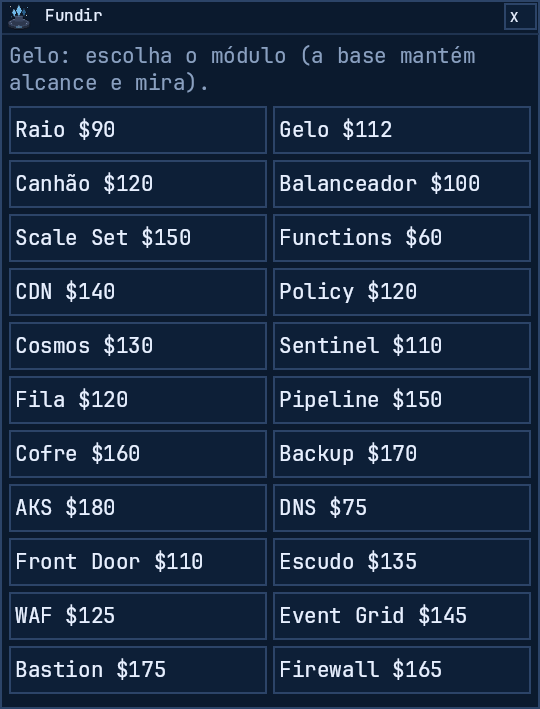 Fundir
X
Gelo: escolha o módulo (a base mantém
alcance e mira).
Raio $90
Gelo $112
Canhão $120
Balanceador $100
Scale Set $150
Functions $60
CDN $140
Policy $120
Cosmos $130
Sentinel $110
Fila $120
Pipeline $150
Cofre $160
Backup $170
AKS $180
DNS $75
Front Door $110
Escudo $135
WAF $125
Event Grid $145
Bastion $175
Firewall $165